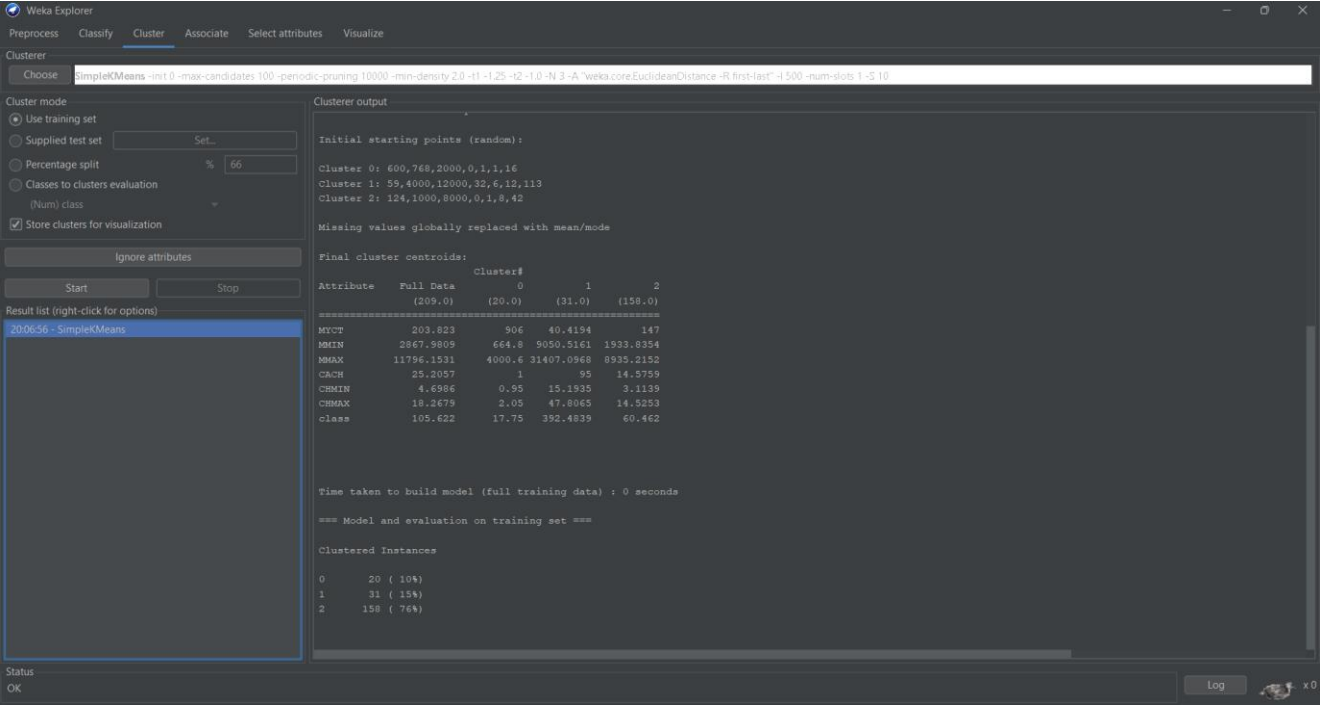 Weka Explorer
Preprocess Classify Cluster Associate Select attributes Visualize
Clusterer
Choose SimpleKMeans -init 0 -max-candidates 100 -periodic-pruning 10000 -min-density 2.0 -t1 -1.25 -t2 -1.0 -N 3 -A "weka.core.EuclideanDistance -R first-last" -I 500 -num-slots 1 -S 10
Cluster mode
Use training set
Supplied test set Set...
Percentage split % 66
Classes to clusters evaluation
(Num) class
Store clusters for visualization
Ignore attributes
Start Stop
Result list (right-click for options)
20:06:56 - SimpleKMeans
Clusterer output
Initial starting points (random):
Cluster 0: 600,768,2000,0,1,1,16
Cluster 1: 59,4000,12000,32,6,12,113
Cluster 2: 124,1000,8000,0,1,8,42
Missing values globally replaced with mean/mode
Final cluster centroids:
Cluster#
Attribute Full Data 0 1 2
(209.0) (20.0) (31.0) (158.0)
==========================================================
MYCT 203.823 906 40.4194 147
MMIN 2867.9809 664.8 9050.5161 1933.8354
MMAX 11796.1531 4000.6 31407.0968 8935.2152
CACH 25.2057 1 95 14.5759
CHMIN 4.6986 0.95 15.1935 3.1139
CHMAX 18.2679 2.05 47.8065 14.5253
class 105.622 17.75 392.4839 60.462
Time taken to build model (full training data) : 0 seconds
=== Model and evaluation on training set ===
Clustered Instances
0 20 ( 10%)
1 31 ( 15%)
2 158 ( 76%)
Status
OK
Log x 0